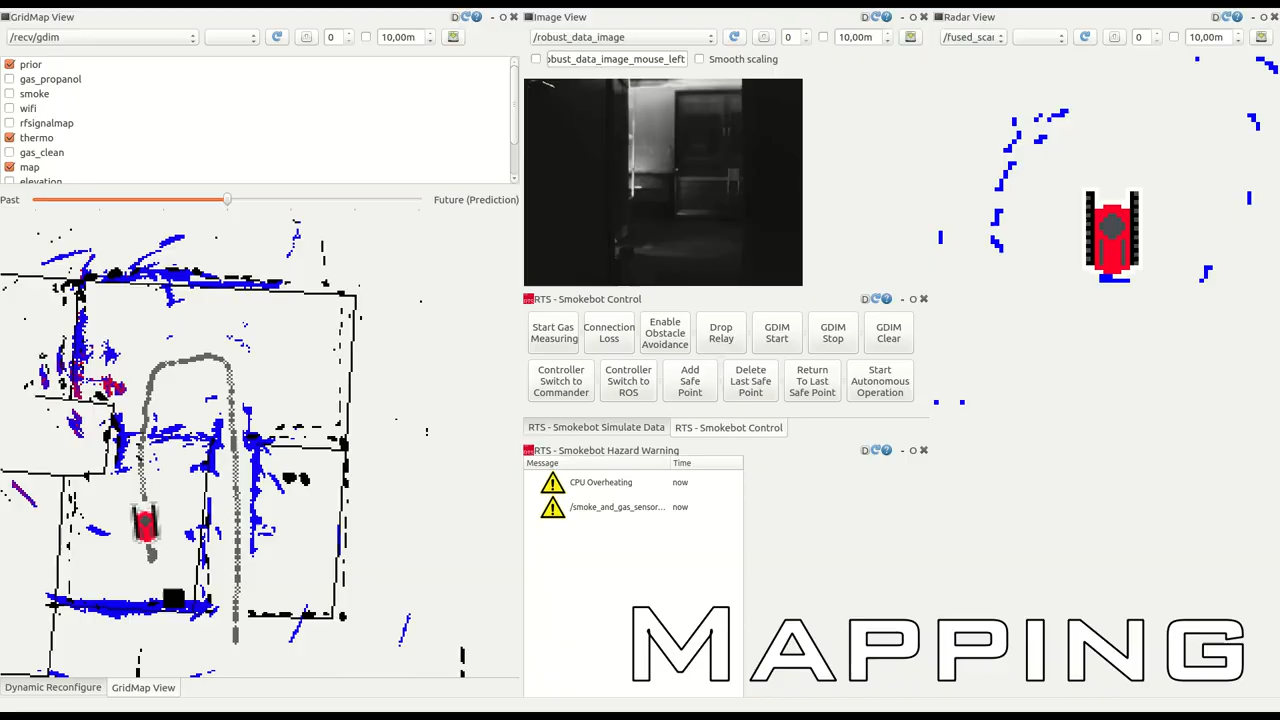 GridMap View
/recv/gdim
0
10,00m
prior
gas_propanol
smoke
wifi
rfsignalmap
thermo
gas_clean
map
elevation
Past
Future (Prediction)
Dynamic Reconfigure
GridMap View
Image View
/robust_data_image
0
10,00m
obust_data_image_mouse_left
Smooth scaling
RTS - Smokebot Control
Start Gas Measuring
Connection Loss
Enable Obstacle Avoidance
Drop Relay
GDIM Start
GDIM Stop
GDIM Clear
Controller Switch to Commander
Controller Switch to ROS
Add Safe Point
Delete Last Safe Point
Return To Last Safe Point
Start Autonomous Operation
RTS - Smokebot Simulate Data
RTS - Smokebot Control
RTS - Smokebot Hazard Warning
Message Time
CPU Overheating now
/smoke_and_gas_sensor... now
Radar View
/fused_scan
0
10,00m
MAPPING